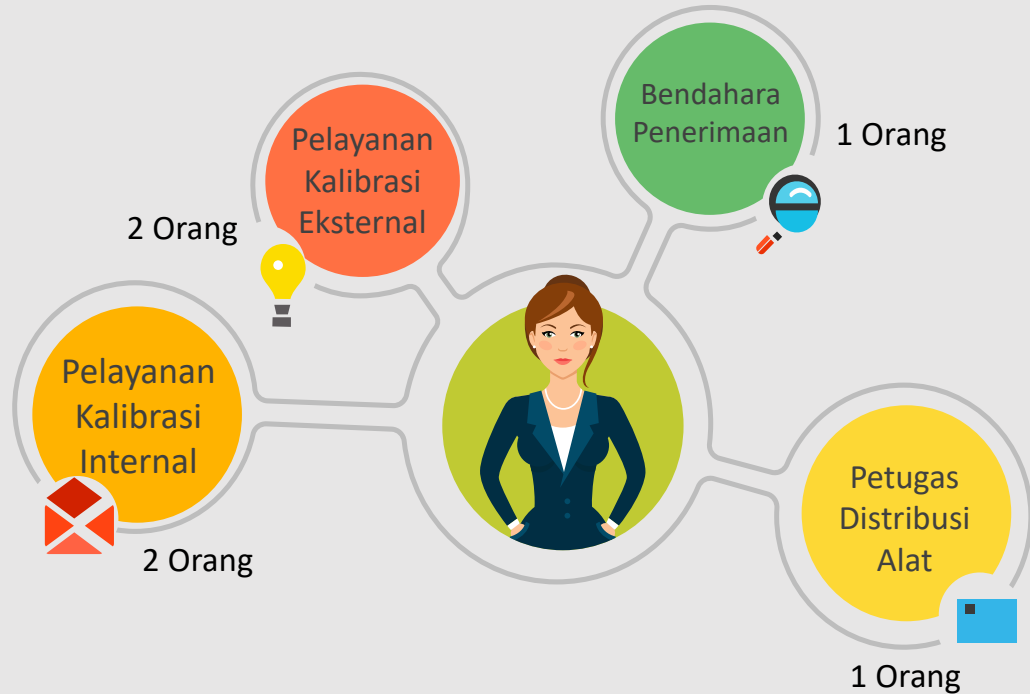 Bendahara
Penerimaan
1 Orang
Pelayanan
Kalibrasi
Eksternal
2 Orang
Pelayanan
Kalibrasi
Internal
2 Orang
Petugas
Distribusi
Alat
1 Orang